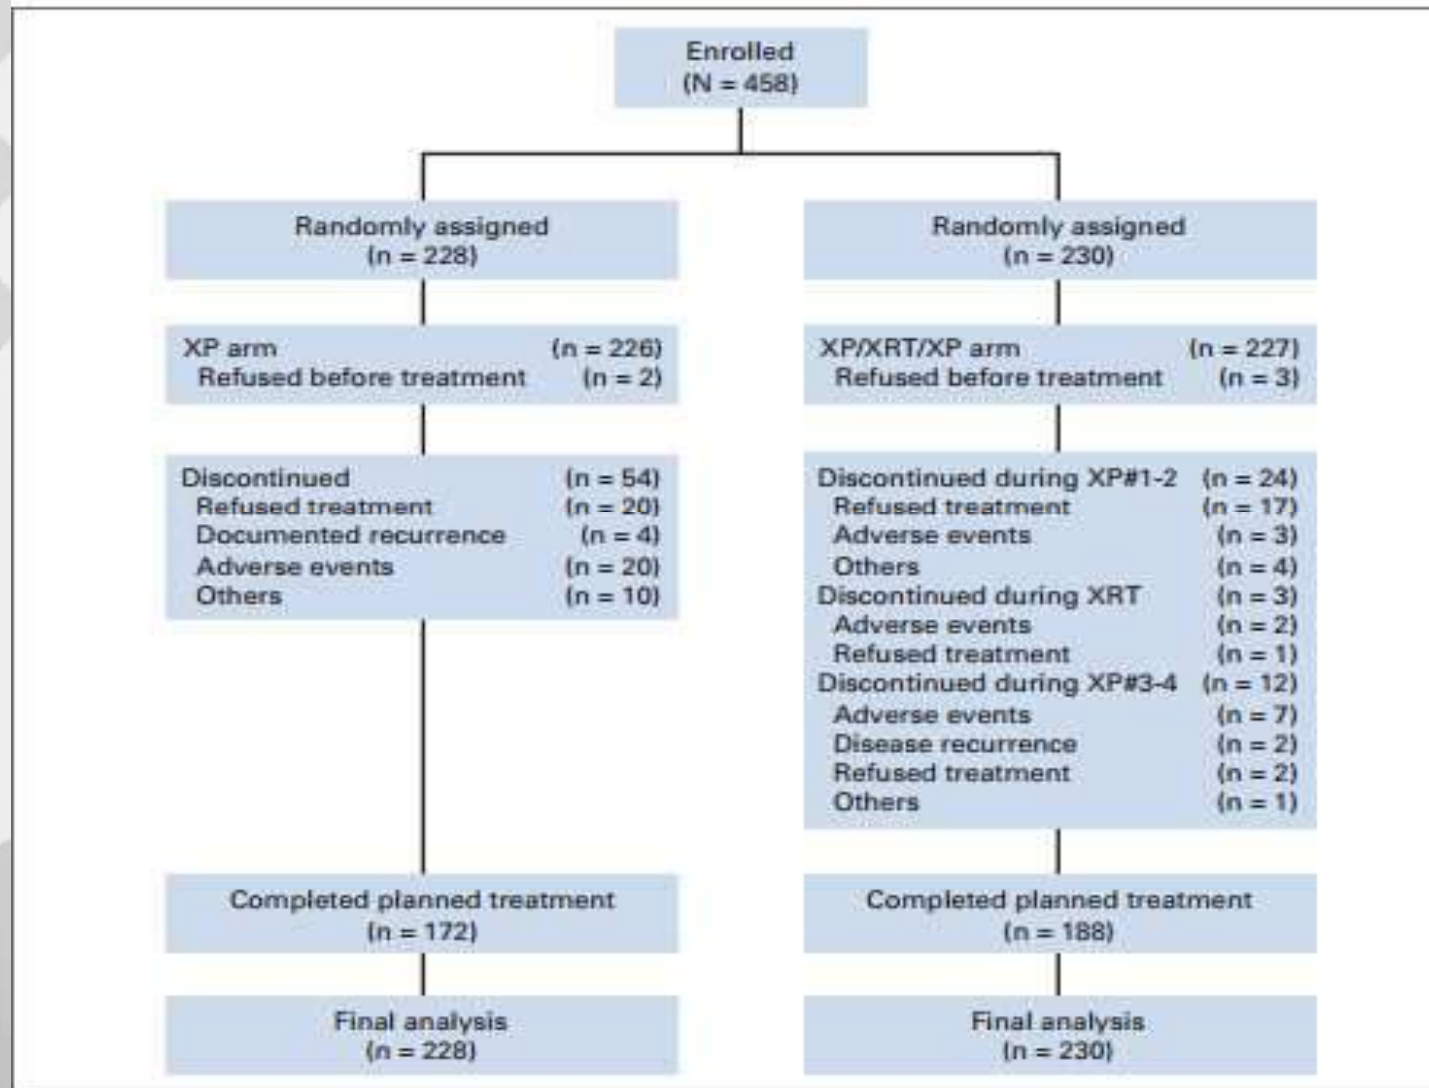 Enrolled
(N = 458)
Randomly assigned
(n = 228)
XP arm (n = 226)
Refused before treatment (n = 2)
Discontinued (n = 54)
Refused treatment (n = 20)
Documented recurrence (n = 4)
Adverse events (n = 20)
Others (n = 10)
Completed planned treatment
(n = 172)
Final analysis
(n = 228)
Randomly assigned
(n = 230)
XP/XRT/XP arm (n = 227)
Refused before treatment (n = 3)
Discontinued during XP#1-2 (n = 24)
Refused treatment (n = 17)
Adverse events (n = 3)
Others (n = 4)
Discontinued during XRT (n = 3)
Adverse events (n = 2)
Refused treatment (n = 1)
Discontinued during XP#3-4 (n = 12)
Adverse events (n = 7)
Disease recurrence (n = 2)
Refused treatment (n = 2)
Others (n = 1)
Completed planned treatment
(n = 188)
Final analysis
(n = 230)